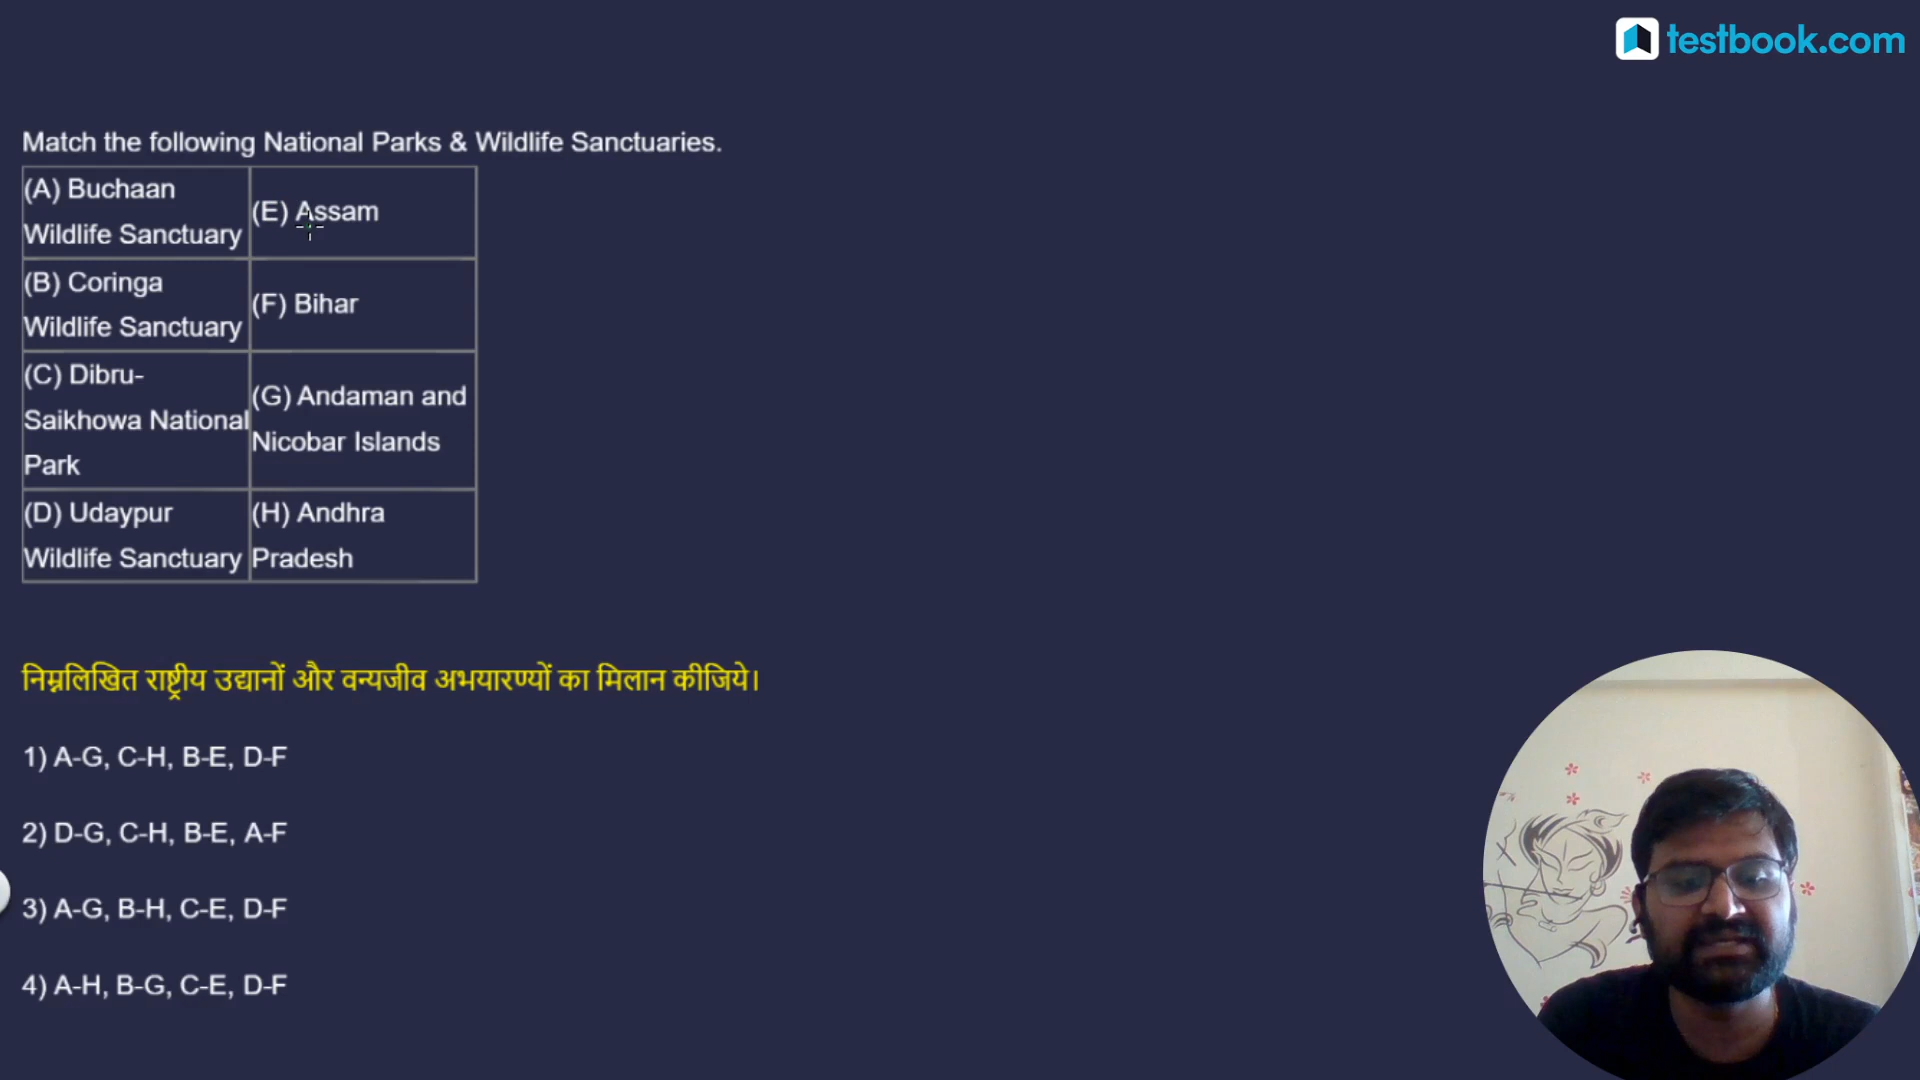 testbook.com
Match the following National Parks & Wildlife Sanctuaries.
(A) Buchaan
Wildlife Sanctuary
(E) Assam
(B) Coringa
Wildlife Sanctuary
(F) Bihar
(C) Dibru-
Saikhowa National
Park
(G) Andaman and
Nicobar Islands
(D) Udaypur
Wildlife Sanctuary
(H) Andhra
Pradesh
निम्नलिखित राष्ट्रीय उद्यानों और वन्यजीव अभयारण्यों का मिलान कीजिये।
1) A-G, C-H, B-E, D-F
2) D-G, C-H, B-E, A-F
3) A-G, B-H, C-E, D-F
4) A-H, B-G, C-E, D-F